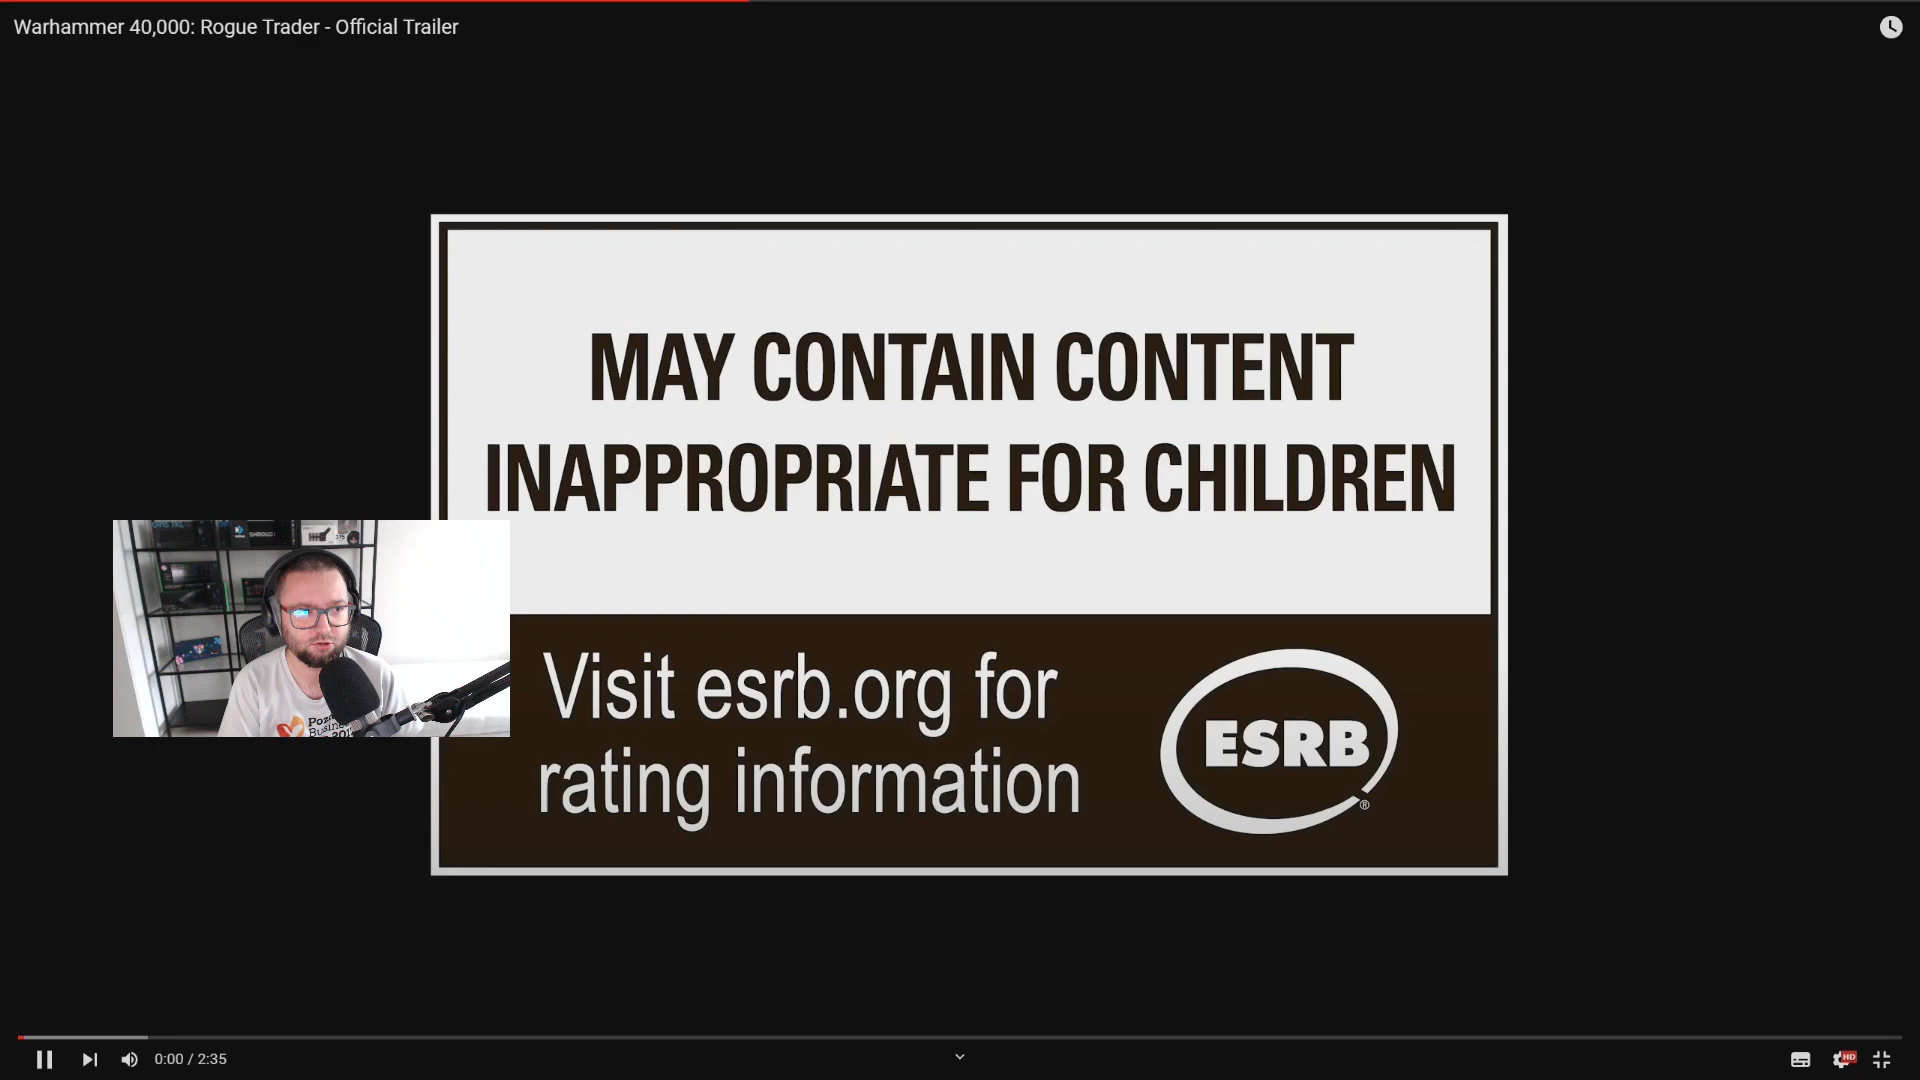 Warhammer 40,000: Rogue Trader - Official Trailer
MAY CONTAIN CONTENT
INAPPROPRIATE FOR CHILDREN
Visit esrb.org for
rating information
ESRB
®
0:00 / 2:35
HD